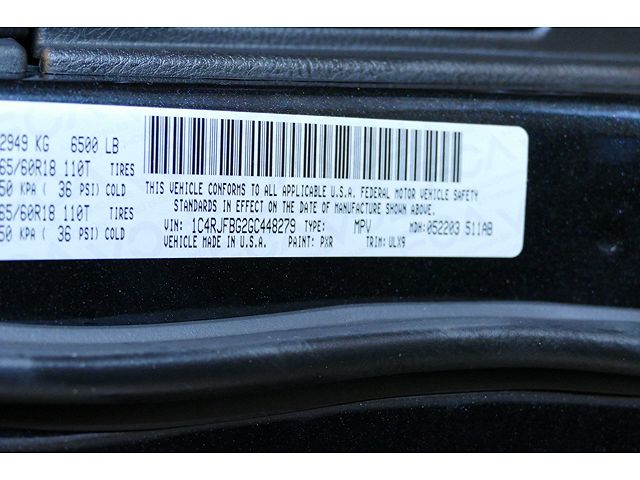 2949 KG 6500 LB
65/60R18 110T TIRES
50 KPA ( 36 PSI) COLD
65/60R18 110T TIRES
50 KPA ( 36 PSI) COLD
THIS VEHICLE CONFORMS TO ALL APPLICABLE U.S.A. FEDERAL MOTOR VEHICLE SAFETY
STANDARDS IN EFFECT ON THE DATE OF MANUFACTURE SHOWN ABOVE.
VIN: 1C4RJFBG2GC448279 TYPE: MPV MDH: 052203 511AB
VEHICLE MADE IN U.S.A. PAINT: PXR TRIM: ULX9